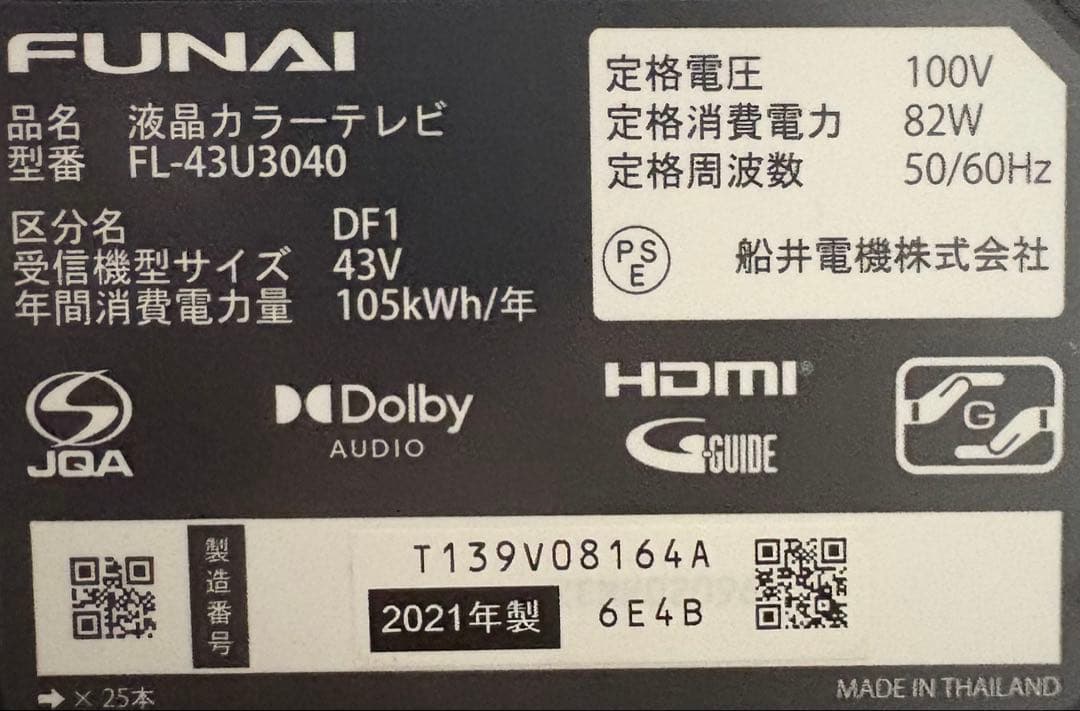 FUNAI
品名 液晶カラーテレビ
型番 FL-43U3040
区分名 DF1
受信機型サイズ 43V
年間消費電力量 105kWh/年
定格電圧 100V
定格消費電力 82W
定格周波数 50/60Hz
PSE 船井電機株式会社
JQA
Dolby
AUDIO
HDMI®
G-GUIDE
G
製造番号
T139V08164A
2021年製 6E4B
➡ × 25本
MADE IN THAILAND